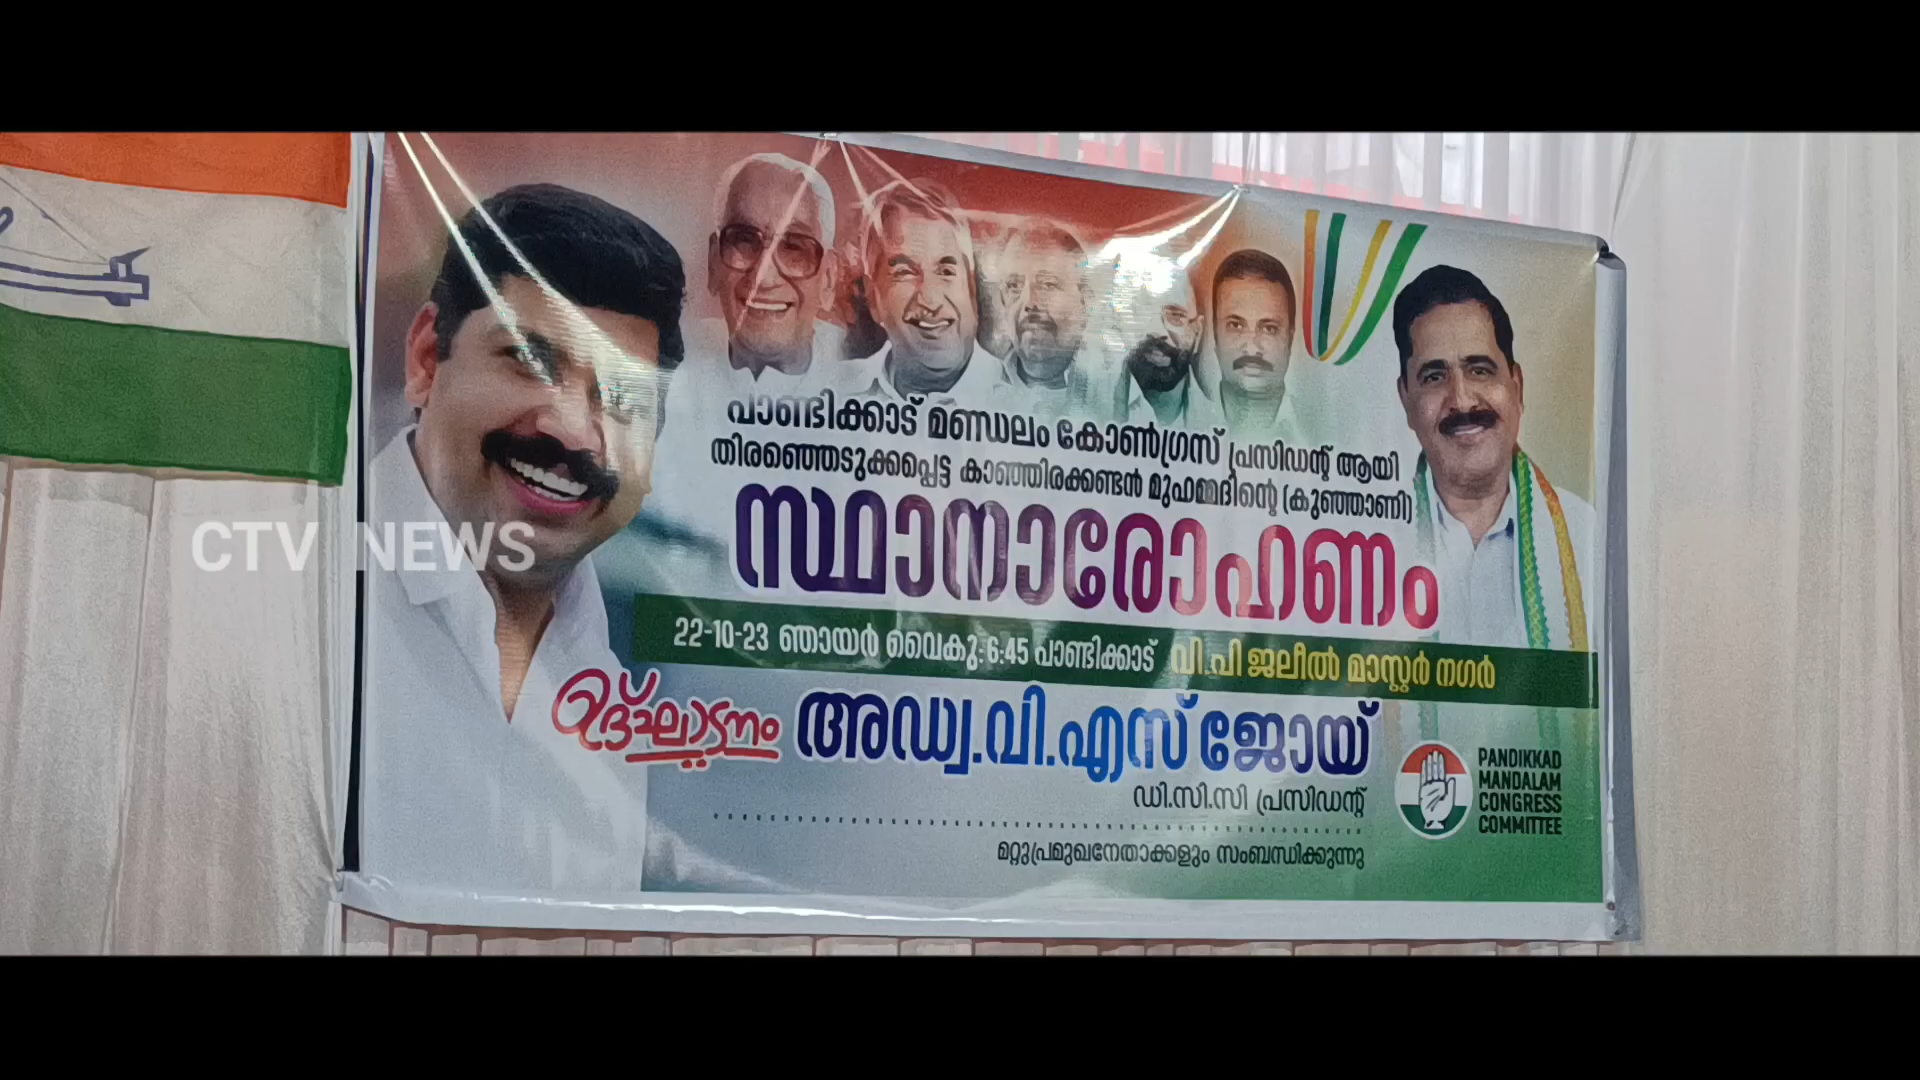 പാണ്ടിക്കാട് മണ്ഡലം കോൺഗ്രസ് പ്രസിഡന്റ് ആയി
തിരഞ്ഞെടുക്കപ്പെട്ട കാഞ്ഞിരക്കണ്ടൻ മുഹമ്മദിന്റെ (കുഞ്ഞാണി)
സ്ഥാനാരോഹണം
22-10-23 ഞായർ വൈകു:6:45 പാണ്ടിക്കാട് വി.പി ജലീൽ മാസ്റ്റർ നഗർ
ഉദ്ഘാടനം അഡ്വ.വി.എസ് ജോയ്
ഡി.സി.സി പ്രസിഡന്റ്
മറ്റുപ്രമുഖനേതാക്കളും സംബന്ധിക്കുന്നു
PANDIKKAD
MANDALAM
CONGRESS
COMMITTEE
CTV NEWS